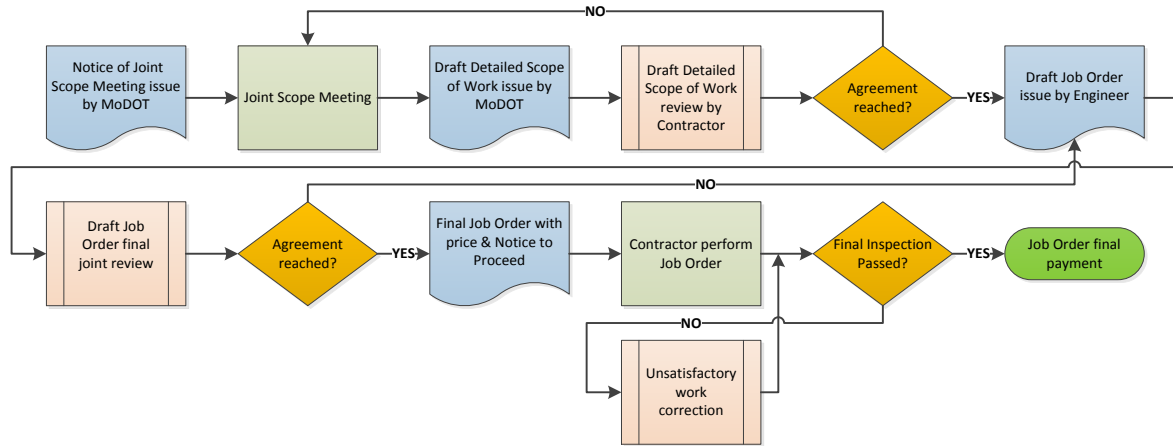 NO
Notice of Joint
Scope Meeting issue
by MoDOT
Joint Scope Meeting
Draft Detailed Scope
of Work issue by
MoDOT
Draft Detailed
Scope of Work
review by
Contractor
Agreement
reached?
YES
Draft Job Order
issue by Engineer
NO
Draft Job
Order final
joint review
Agreement
reached?
YES
Final Job Order with
price & Notice to
Proceed
Contractor perform
Job Order
Final Inspection
Passed?
YES
Job Order final
payment
NO
Unsatisfactory
work
correction